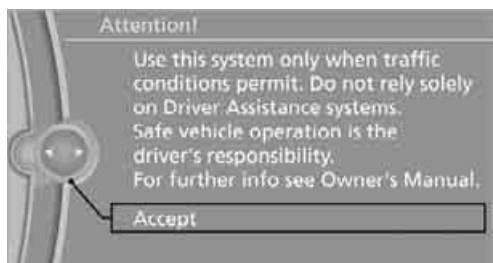 Attention!
Use this system only when traffic
conditions permit. Do not rely solely
on Driver Assistance systems.
Safe vehicle operation is the
driver's responsibility.
For further info see Owner's Manual.
Accept